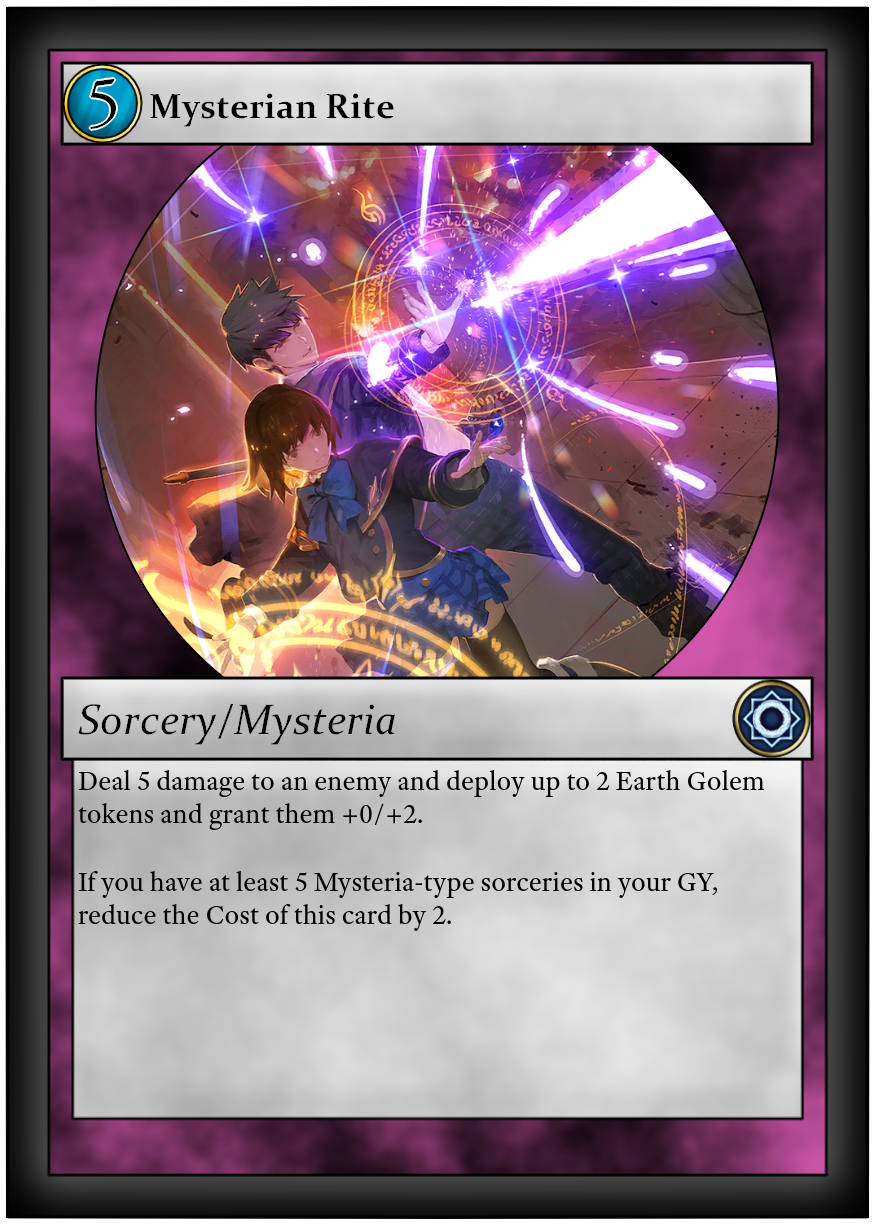 5
Mysterian Rite
Sorcery/Mysteria
Deal 5 damage to an enemy and deploy up to 2 Earth Golem
tokens and grant them +0/+2.
If you have at least 5 Mysteria-type sorceries in your GY,
reduce the Cost of this card by 2.